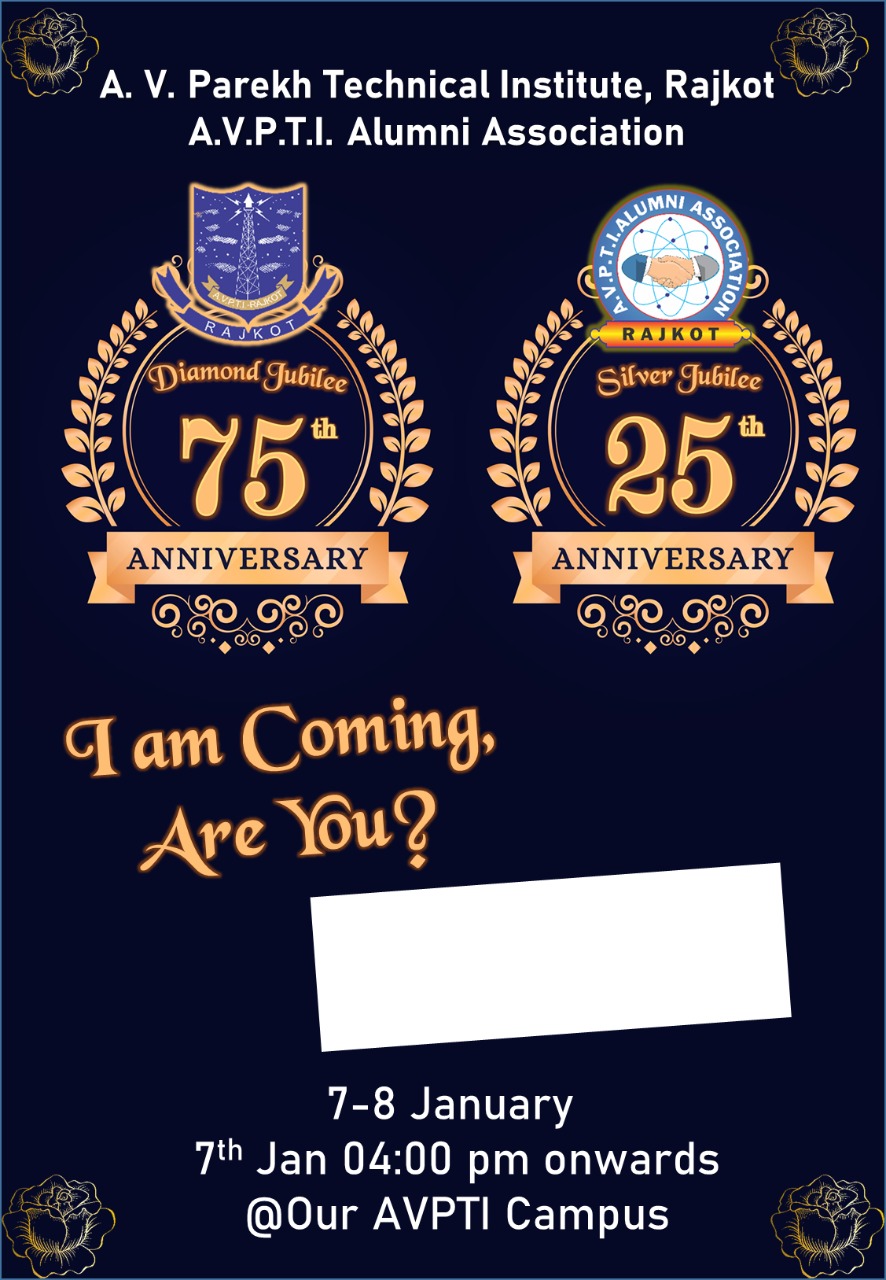 A. V. Parekh Technical Institute, Rajkot
A.V.P.T.I. Alumni Association
A.V.P.T.I.-RAJKOT
RAJKOT
Diamond Jubilee
75th
ANNIVERSARY
A.V.P.T.I. ALUMNI ASSOCIATION
RAJKOT
Silver Jubilee
25th
ANNIVERSARY
I am Coming,
Are You?
7-8 January
7th Jan 04:00 pm onwards
@Our AVPTI Campus